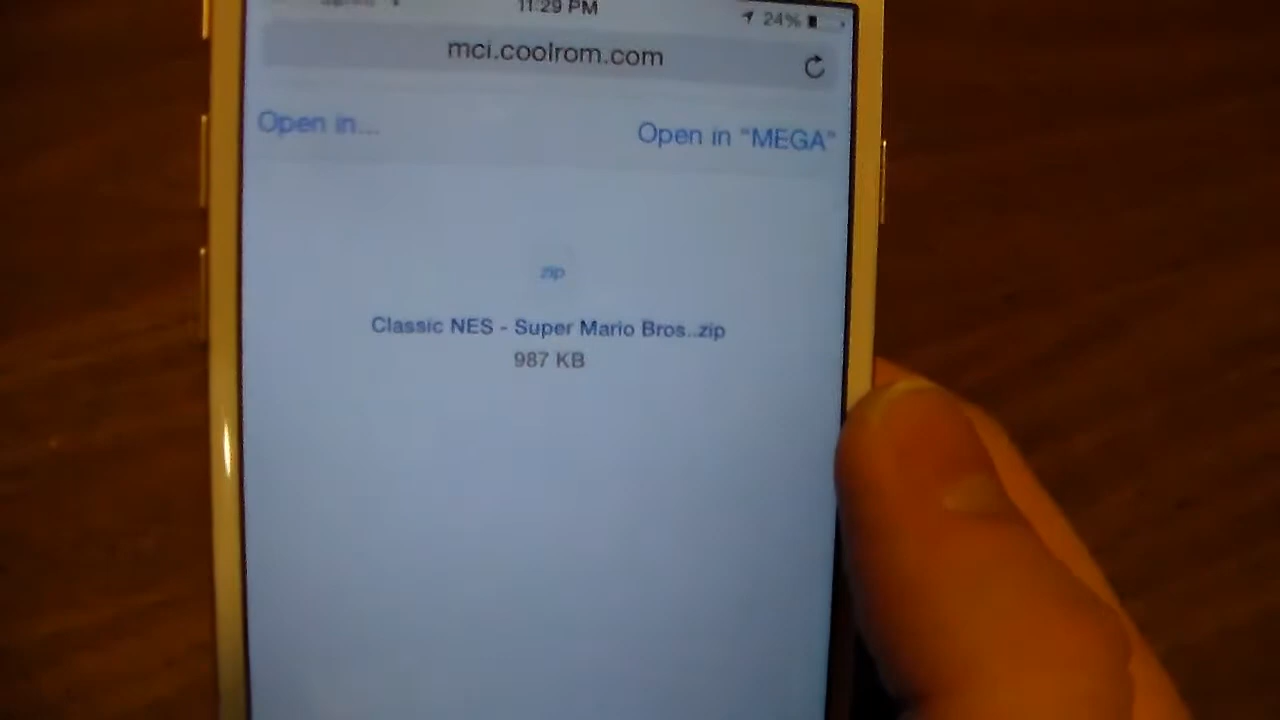 11:29 PM
24%
mci.coolrom.com
Open in...
Open in "MEGA"
zip
Classic NES - Super Mario Bros..zip
987 KB